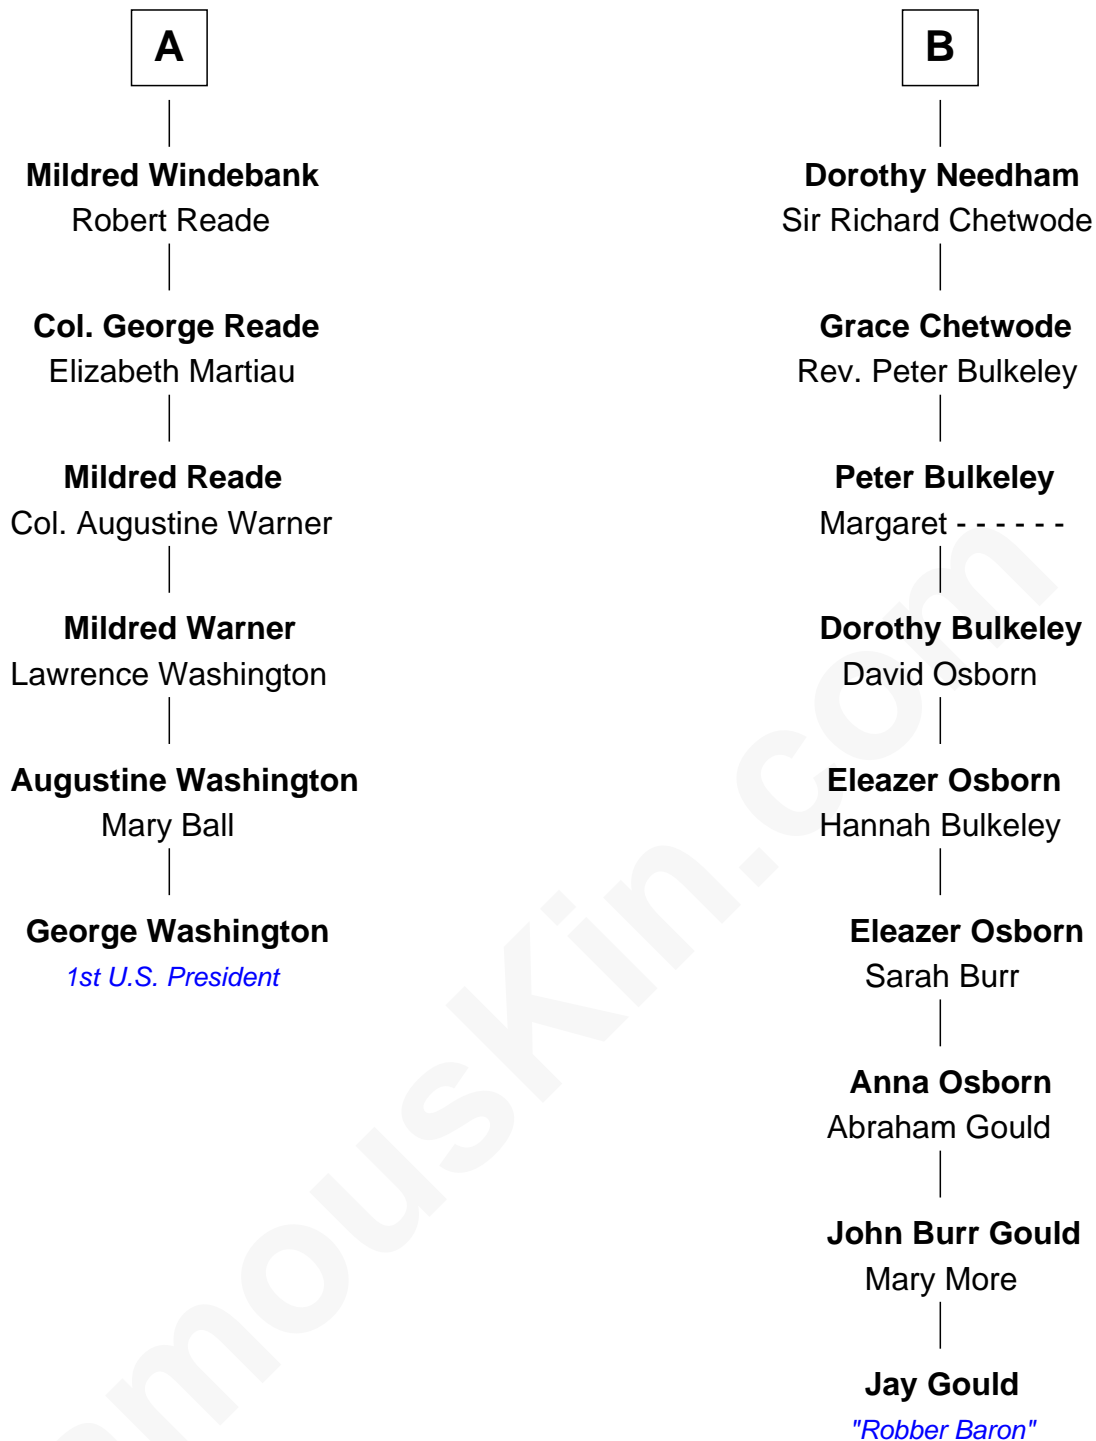 A
Mildred Windebank
Robert Reade
Col. George Reade
Elizabeth Martiau
Mildred Reade
Col. Augustine Warner
Mildred Warner
Lawrence Washington
Augustine Washington
Mary Ball
George Washington
1st U.S. President
B
Dorothy Needham
Sir Richard Chetwode
Grace Chetwode
Rev. Peter Bulkeley
Peter Bulkeley
Margaret - - - - - -
Dorothy Bulkeley
David Osborn
Eleazer Osborn
Hannah Bulkeley
Eleazer Osborn
Sarah Burr
Anna Osborn
Abraham Gould
John Burr Gould
Mary More
Jay Gould
"Robber Baron"
amouskin.com